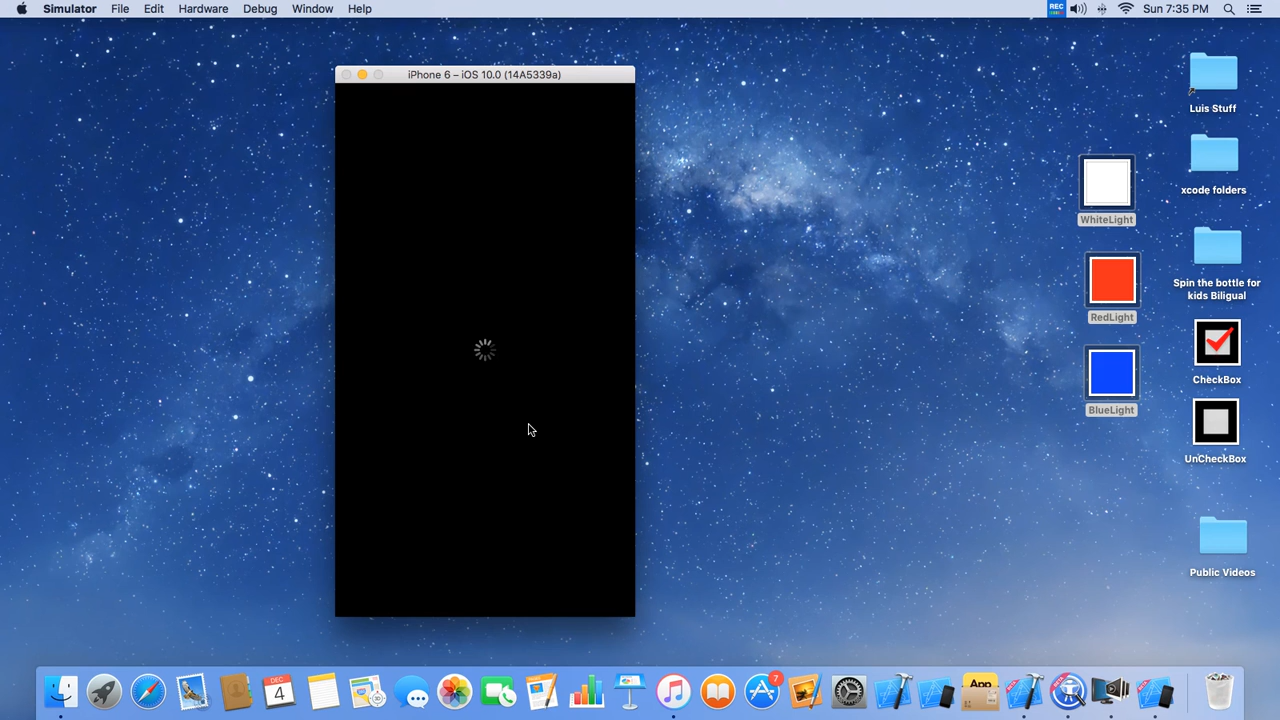 Simulator File Edit Hardware Debug Window Help
REC Sun 7:35 PM
iPhone 6 – iOS 10.0 (14A5339a)
Luis Stuff
xcode folders
WhiteLight
Spin the bottle for
kids Biligual
RedLight
CheckBox
BlueLight
UnCheckBox
Public Videos
DEC
4
7
App